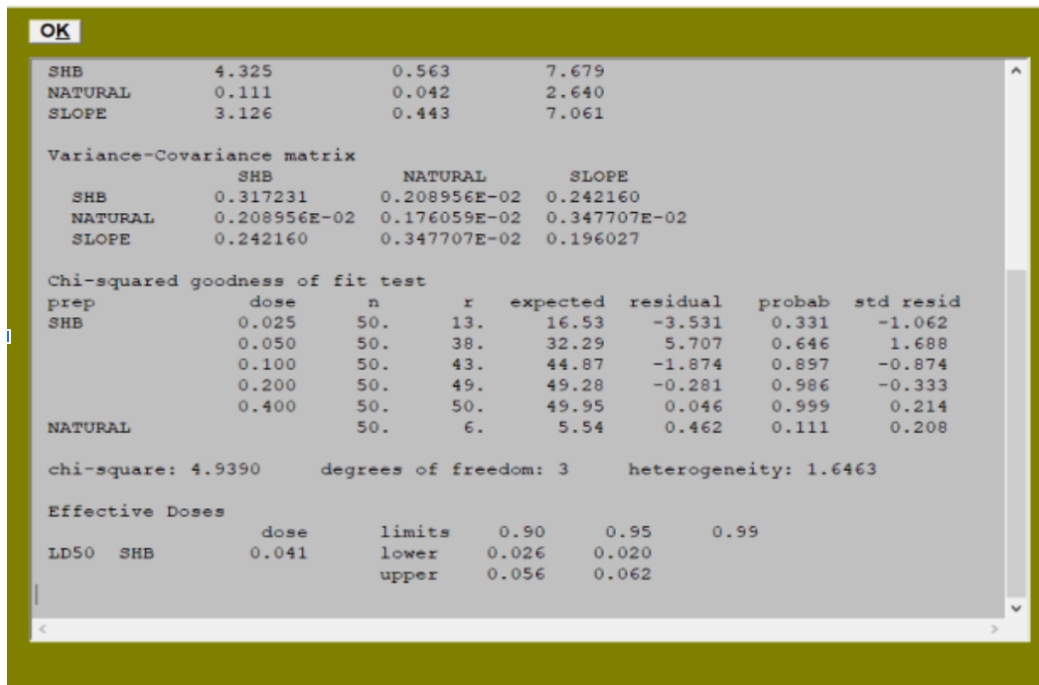 OK
SHB 4.325 0.563 7.679
NATURAL 0.111 0.042 2.640
SLOPE 3.126 0.443 7.061
Variance-Covariance matrix
SHB NATURAL SLOPE
SHB 0.317231 0.208956E-02 0.242160
NATURAL 0.208956E-02 0.176059E-02 0.347707E-02
SLOPE 0.242160 0.347707E-02 0.196027
Chi-squared goodness of fit test
prep dose n r expected residual probab std resid
SHB 0.025 50. 13. 16.53 -3.531 0.331 -1.062
0.050 50. 38. 32.29 5.707 0.646 1.688
0.100 50. 43. 44.87 -1.874 0.897 -0.874
0.200 50. 49. 49.28 -0.281 0.986 -0.333
0.400 50. 50. 49.95 0.046 0.999 0.214
NATURAL 50. 6. 5.54 0.462 0.111 0.208
chi-square: 4.9390 degrees of freedom: 3 heterogeneity: 1.6463
Effective Doses
dose limits 0.90 0.95 0.99
LD50 SHB 0.041 lower 0.026 0.020
upper 0.056 0.062